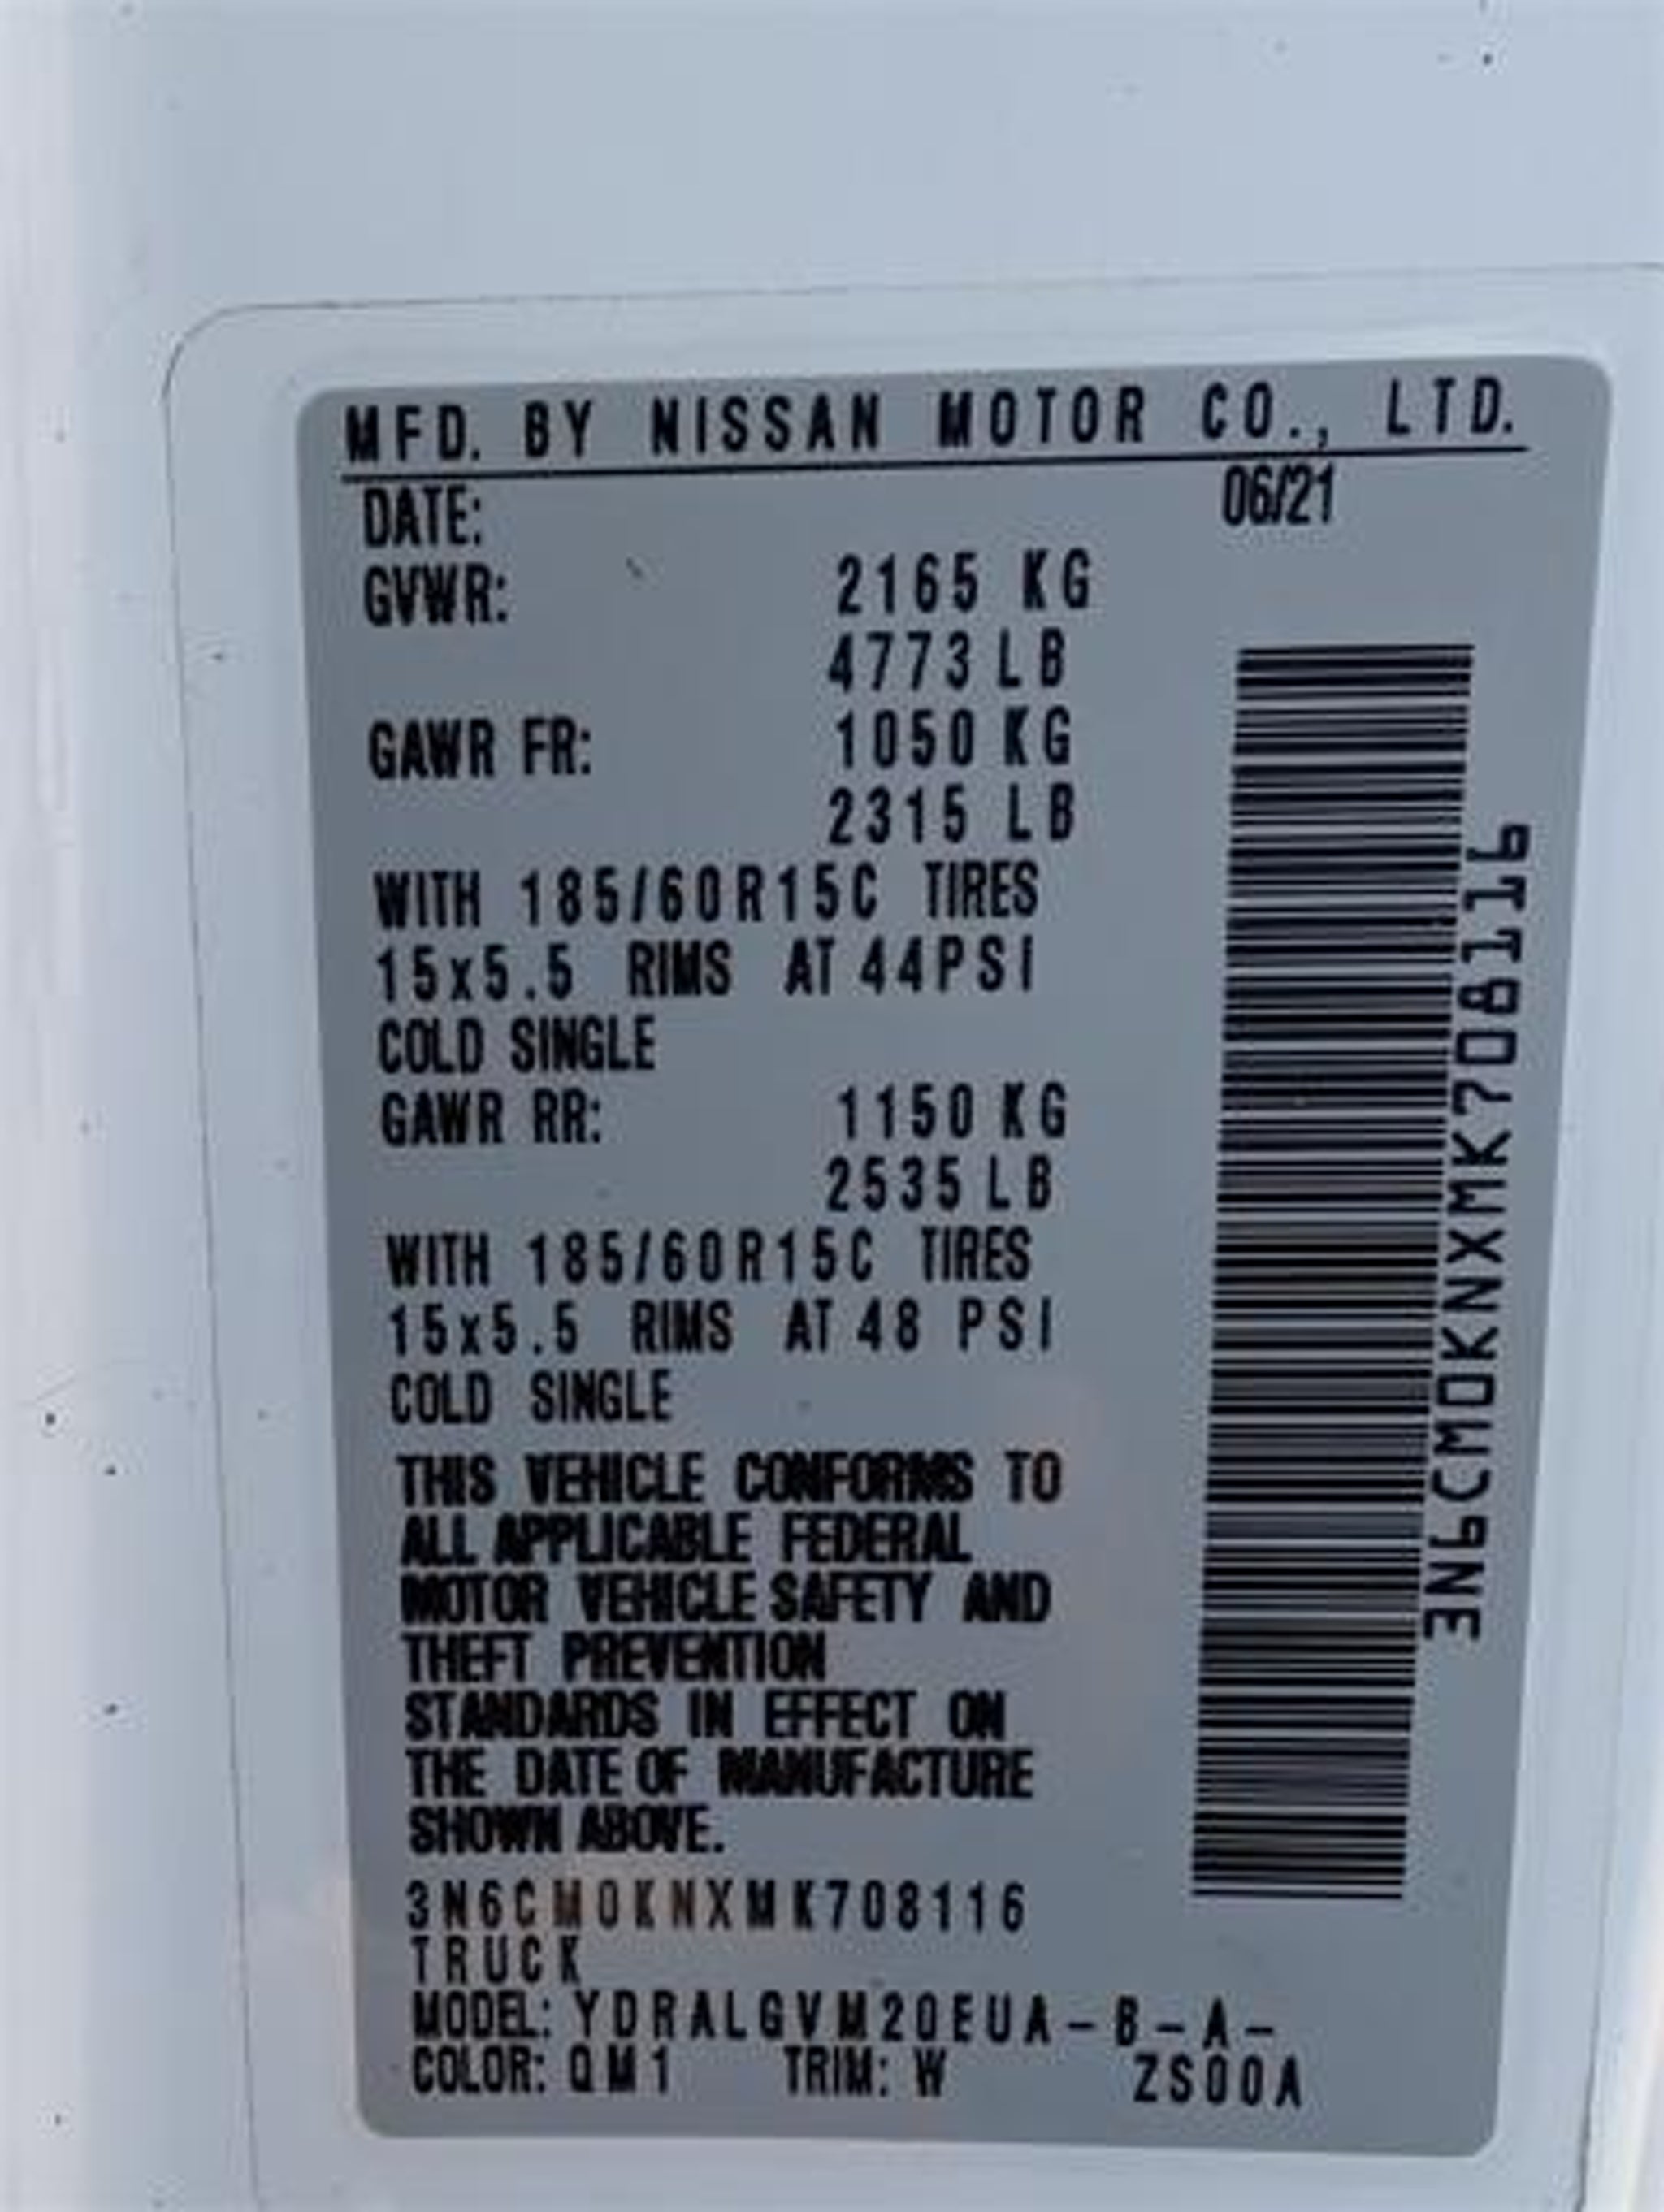 MFD. BY NISSAN MOTOR CO., LTD.
DATE: 06/21
GVWR: 2165 KG
4773 LB
GAWR FR: 1050 KG
2315 LB
WITH 185/60R15C TIRES
15x5.5 RIMS AT 44PSI
COLD SINGLE
GAWR RR: 1150 KG
2535 LB
WITH 185/60R15C TIRES
15x5.5 RIMS AT 48 PSI
COLD SINGLE
THIS VEHICLE CONFORMS TO
ALL APPLICABLE FEDERAL
MOTOR VEHICLE SAFETY AND
THEFT PREVENTION
STANDARDS IN EFFECT ON
THE DATE OF MANUFACTURE
SHOWN ABOVE.
3N6CM0KNXMK708116
TRUCK
MODEL: YDRALGVM20EUA-B-A-
COLOR: QM1 TRIM: W ZS00A
3N6CM0KNXMK708116